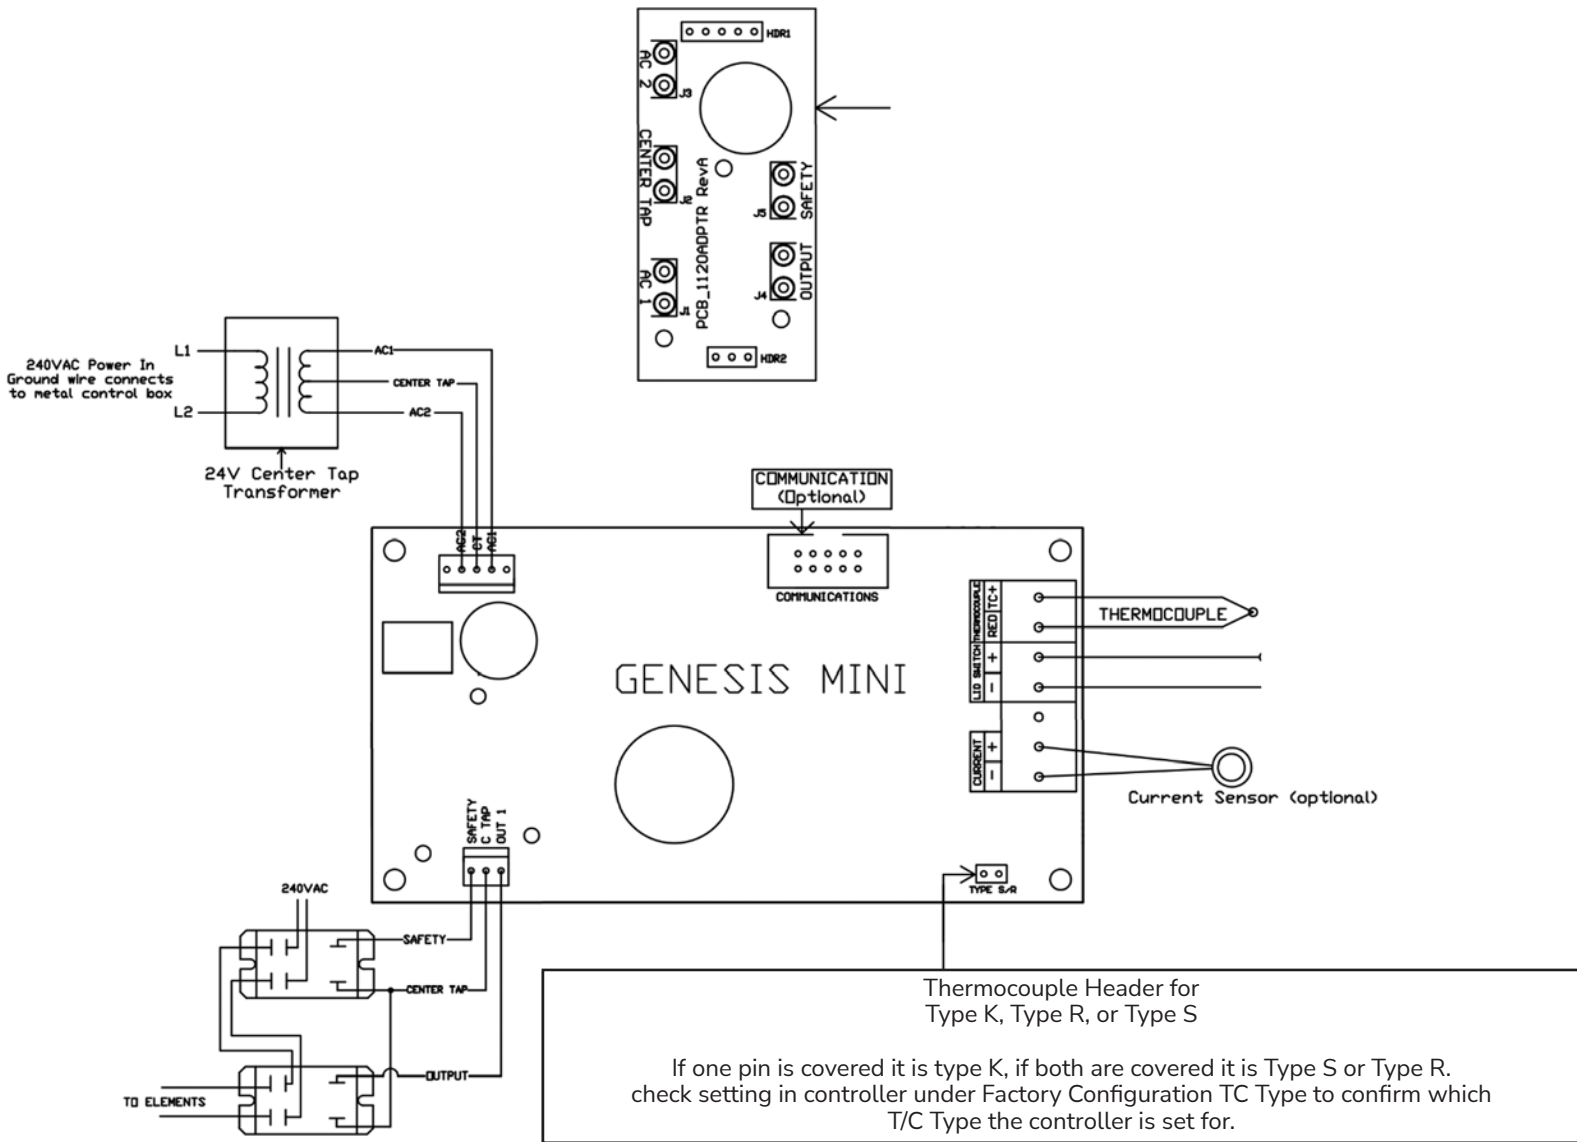 HDR1
AC 2
J3
CENTER TAP
J2
PCB_1120ADPTR RevA
SAFETY
J5
OUTPUT
J4
AC 1
J1
HDR2
240VAC Power In
Ground wire connects
to metal control box
L1
L2
AC1
CENTER TAP
AC2
24V Center Tap
Transformer
COMMUNICATION
(Optional)
AC2
CT
AC1
COMMUNICATIONS
GENESIS MINI
THERMOCOUPLE
TC+
RED
LID SWITCH
+
-
CURRENT
+
-
THERMOCOUPLE
Current Sensor (optional)
SAFETY
C TAP
OUT 1
TYPE S/R
240VAC
SAFETY
CENTER TAP
OUTPUT
TO ELEMENTS
Thermocouple Header for
Type K, Type R, or Type S
If one pin is covered it is type K, if both are covered it is Type S or Type R.
check setting in controller under Factory Configuration TC Type to confirm which
T/C Type the controller is set for.